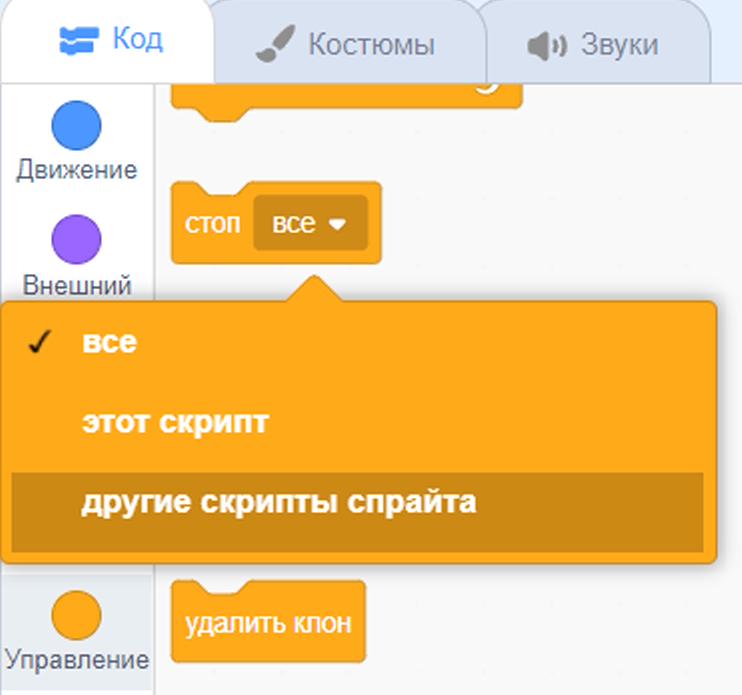 Код
Костюмы
Звуки
Движение
стоп все
Внешний
все
этот скрипт
другие скрипты спрайта
удалить клон
Управление